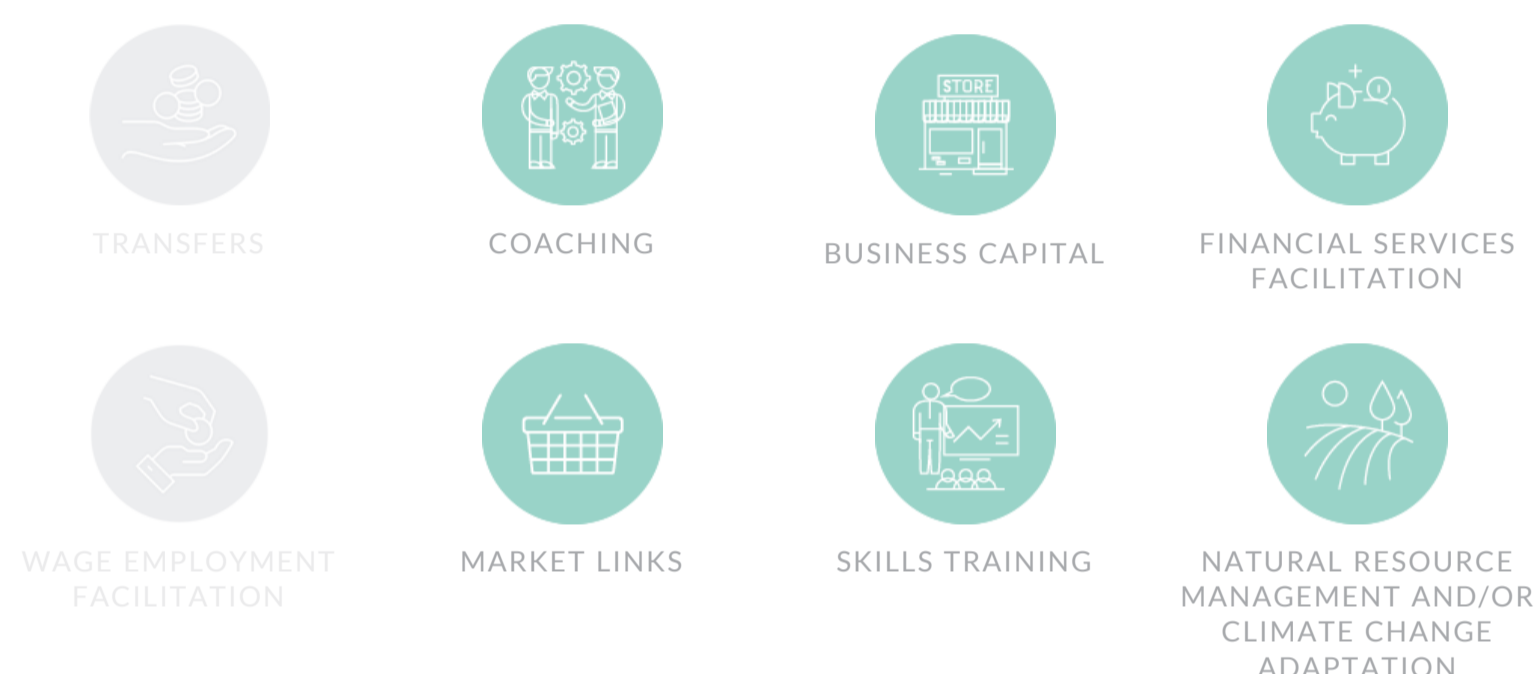 STORE
TRANSFERS
COACHING
BUSINESS CAPITAL
FINANCIAL SERVICES
FACILITATION
WAGE EMPLOYMENT
FACILITATION
MARKET LINKS
SKILLS TRAINING
NATURAL RESOURCE
MANAGEMENT AND/OR
CLIMATE CHANGE
ADAPTATION